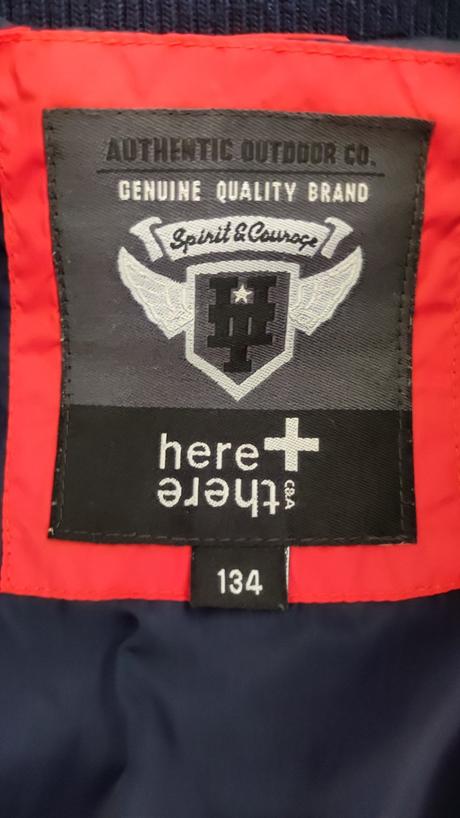 AUTHENTIC OUTDOOR CO.
GENUINE QUALITY BRAND
Spirit & Courage
here+
there
C&A
134